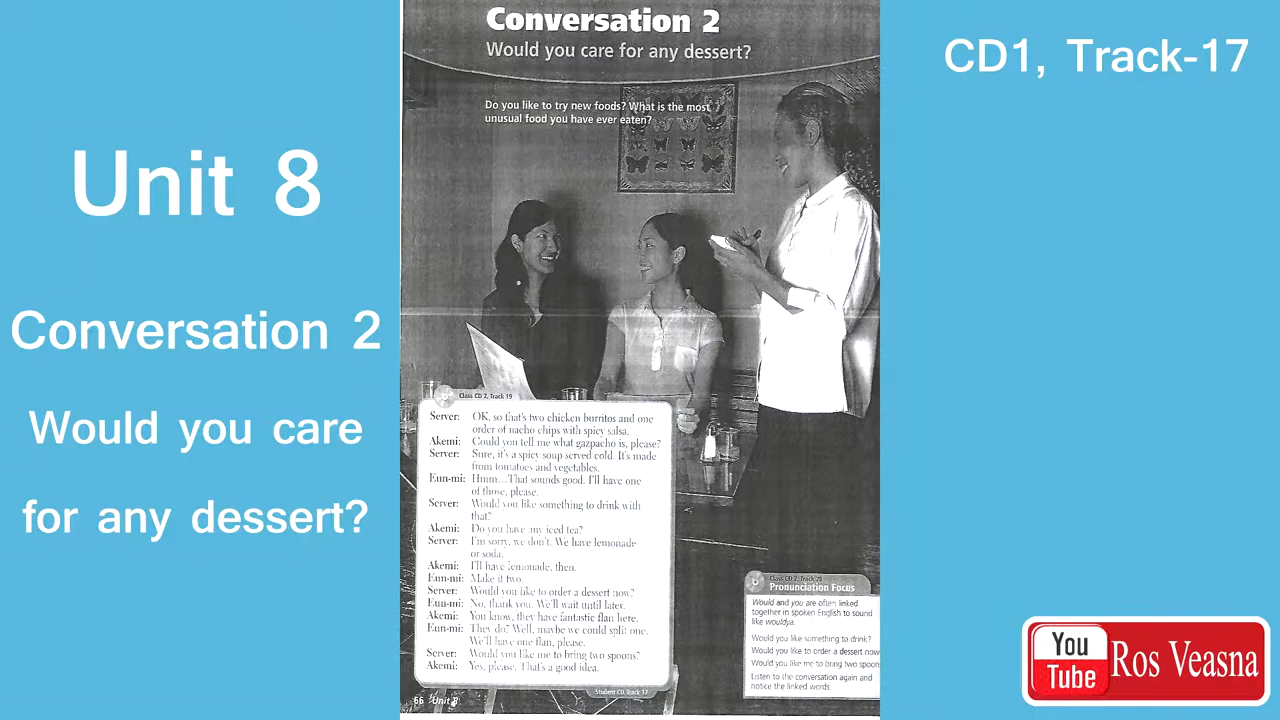 Unit 8
Conversation 2
Would you care
for any dessert?
Conversation 2
Would you care for any dessert?
Do you like to try new foods? What is the most
unusual food you have ever eaten?
Class CD 2, Track 19
Server: OK, so that's two chicken burritos and one
order of nacho chips with spicy salsa.
Akemi: Could you tell me what gazpacho is, please?
Server: Sure, it's a spicy soup served cold. It's made
from tomatoes and vegetables.
Eun-mi: Hmm...That sounds good. I'll have one
of those, please.
Server: Would you like something to drink with
that?
Akemi: Do you have any iced tea?
Server: I'm sorry, we don't. We have lemonade
or soda.
Akemi: I'll have lemonade, then.
Eun-mi: Make it two.
Server: Would you like to order a dessert now?
Eun-mi: No, thank you. We'll wait until later.
Akemi: You know, they have fantastic flan here.
Eun-mi: They do? Well, maybe we could split one.
We'll have one flan, please.
Server: Would you like me to bring two spoons?
Akemi: Yes, please. That's a good idea.
Student CD, Track 17
66 Unit 8
Class CD 2, Track 20
Pronunciation Focus
Would and you are often linked
together in spoken English to sound
like wouldya.
Would you like something to drink?
Would you like to order a dessert now
Would you like me to bring two spoon
Listen to the conversation again and
notice the linked words.
CD1, Track-17
You
Tube
Ros Veasna